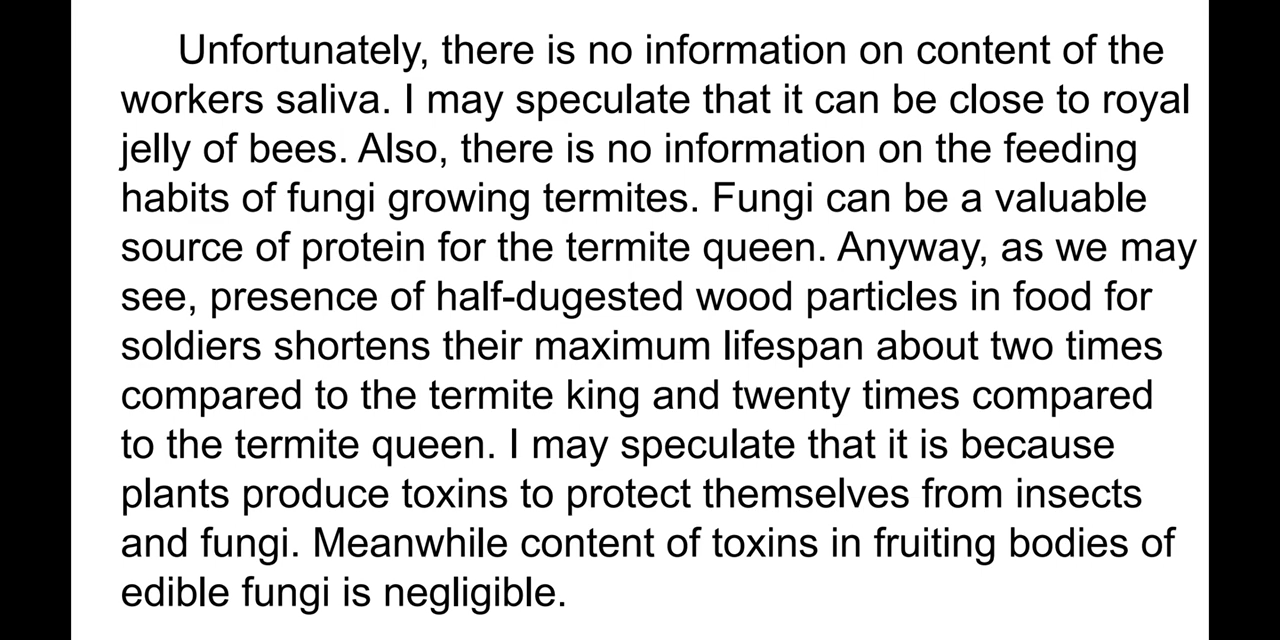 Unfortunately, there is no information on content of the
workers saliva. I may speculate that it can be close to royal
jelly of bees. Also, there is no information on the feeding
habits of fungi growing termites. Fungi can be a valuable
source of protein for the termite queen. Anyway, as we may
see, presence of half-dugested wood particles in food for
soldiers shortens their maximum lifespan about two times
compared to the termite king and twenty times compared
to the termite queen. I may speculate that it is because
plants produce toxins to protect themselves from insects
and fungi. Meanwhile content of toxins in fruiting bodies of
edible fungi is negligible.